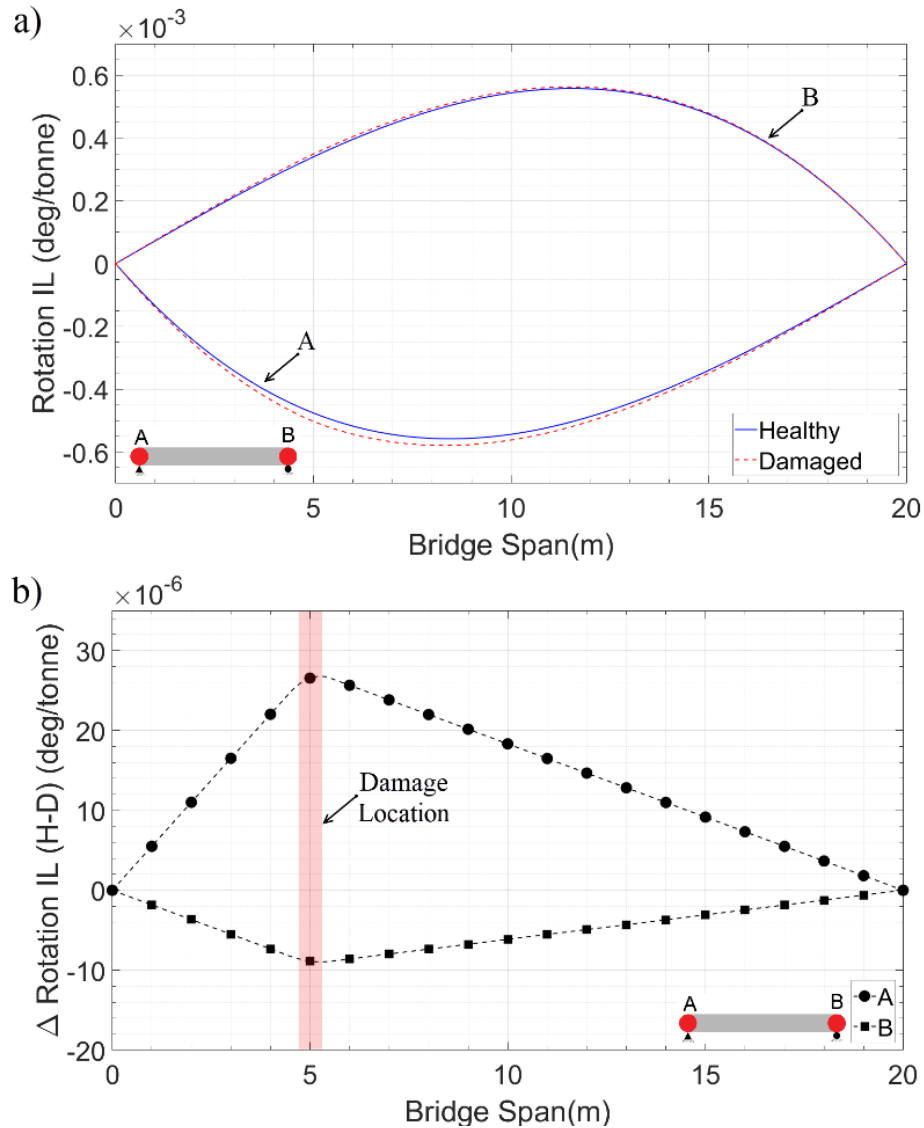 a)
×10⁻³
0.6
0.4
0.2
0
-0.2
-0.4
-0.6
Rotation IL (deg/tonne)
B
A
A
B
Healthy
Damaged
0
5
10
15
20
Bridge Span(m)
b)
×10⁻⁶
30
20
10
0
-10
-20
Δ Rotation IL (H-D) (deg/tonne)
Damage
Location
A
B
A
B
0
5
10
15
20
Bridge Span(m)